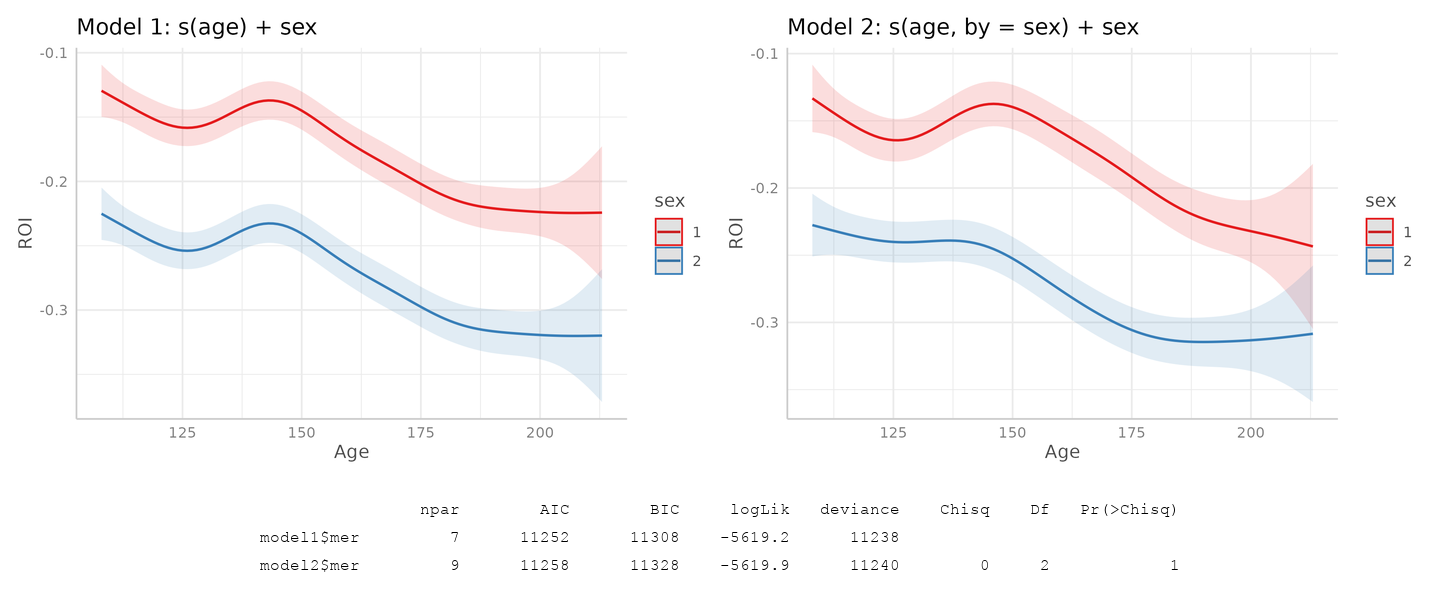 Model 1: s(age) + sex
-0.1
-0.2
-0.3
ROI
125 150 175 200
Age
sex
1
2
Model 2: s(age, by = sex) + sex
-0.1
-0.2
-0.3
ROI
125 150 175 200
Age
sex
1
2
npar AIC BIC logLik deviance Chisq Df Pr(>Chisq)
model1$mer 7 11252 11308 -5619.2 11238
model2$mer 9 11258 11328 -5619.9 11240 0 2 1